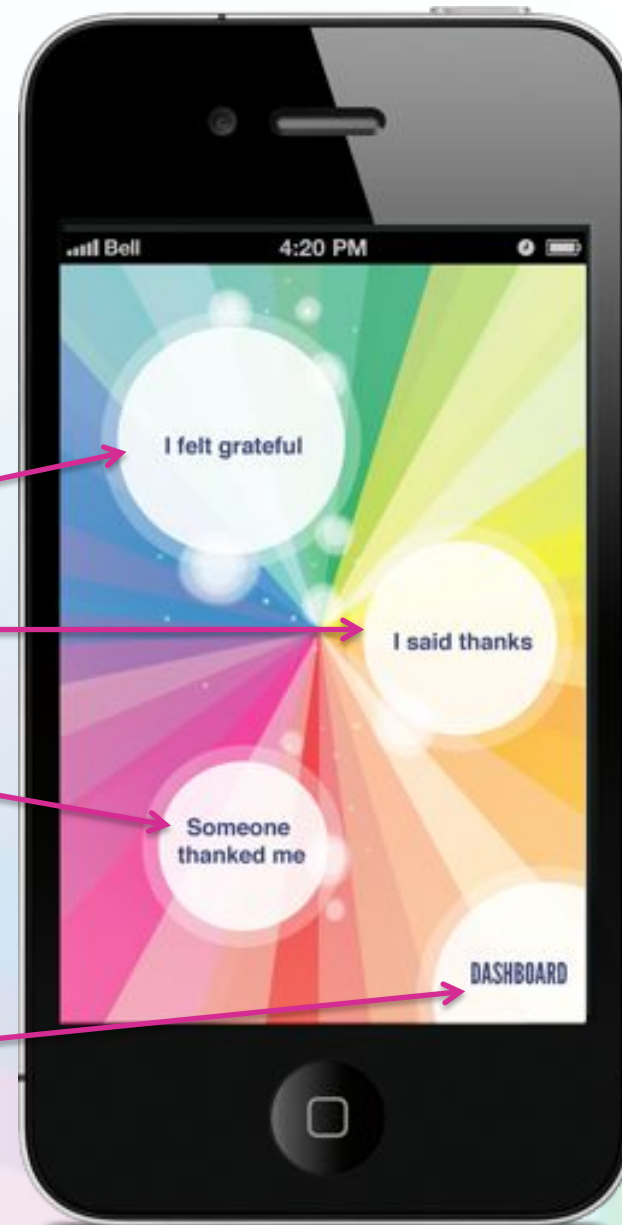 Bell 4:20 PM
I felt grateful
I said thanks
Someone
thanked me
DASHBOARD